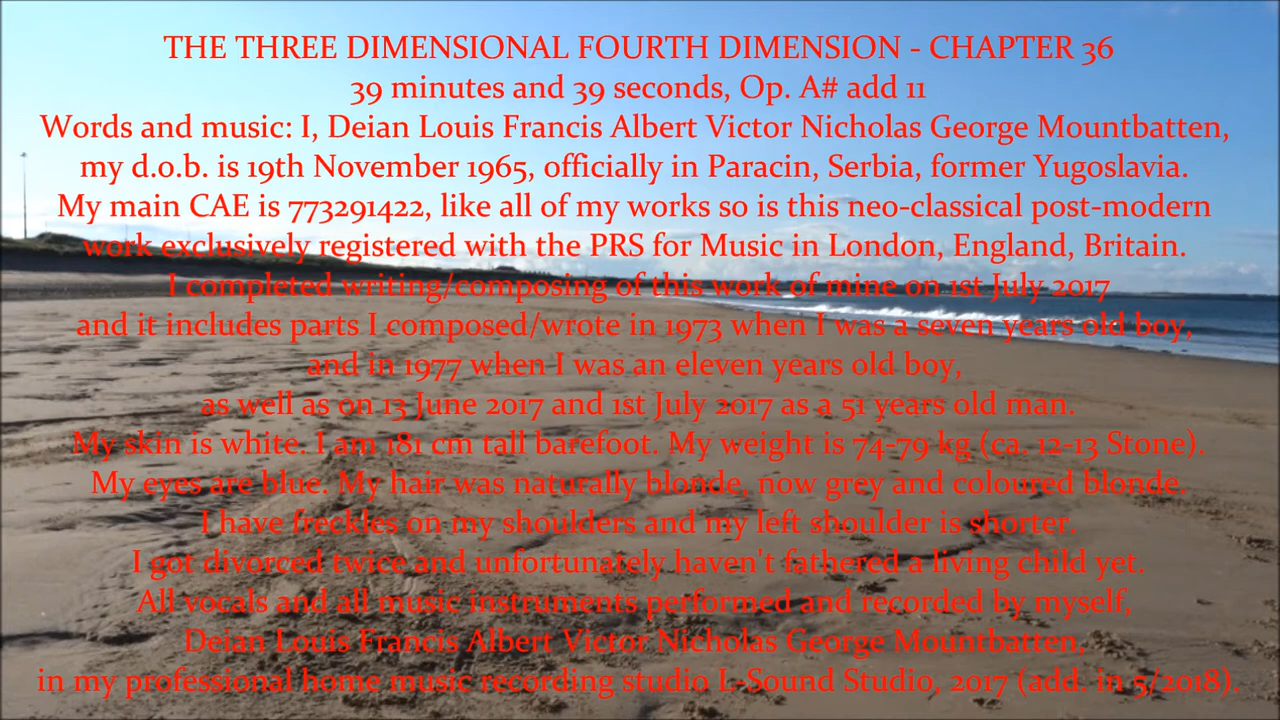 THE THREE DIMENSIONAL FOURTH DIMENSION - CHAPTER 36
39 minutes and 39 seconds, Op. A# add 11
Words and music: I, Deian Louis Francis Albert Victor Nicholas George Mountbatten,
my d.o.b. is 19th November 1965, officially in Paracin, Serbia, former Yugoslavia.
My main CAE is 773291422, like all of my works so is this neo-classical post-modern
work exclusively registered with the PRS for Music in London, England, Britain.
I completed writing/composing of this work of mine on 1st July 2017
and it includes parts I composed/wrote in 1973 when I was a seven years old boy,
and in 1977 when I was an eleven years old boy,
as well as on 13 June 2017 and 1st July 2017 as a 51 years old man.
My skin is white. I am 181 cm tall barefoot. My weight is 74-79 kg (ca. 12-13 Stone).
My eyes are blue. My hair was naturally blonde, now grey and coloured blonde.
I have freckles on my shoulders and my left shoulder is shorter.
I got divorced twice and unfortunately haven't fathered a living child yet.
All vocals and all music instruments performed and recorded by myself,
Deian Louis Francis Albert Victor Nicholas George Mountbatten,
in my professional home music recording studio L-Sound Studio, 2017 (add. in 5/2018).